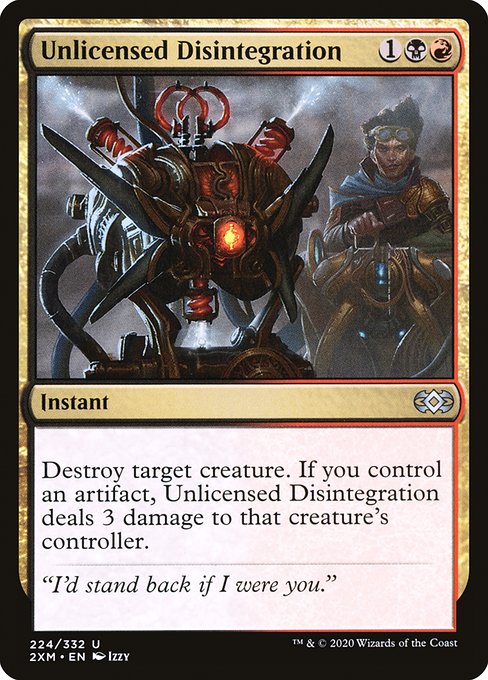 Unlicensed Disintegration 1
Instant
Destroy target creature. If you control
an artifact, Unlicensed Disintegration
deals 3 damage to that creature's
controller.
"I'd stand back if I were you."
224/332 U
2XM • EN Izzy
™ & © 2020 Wizards of the Coast